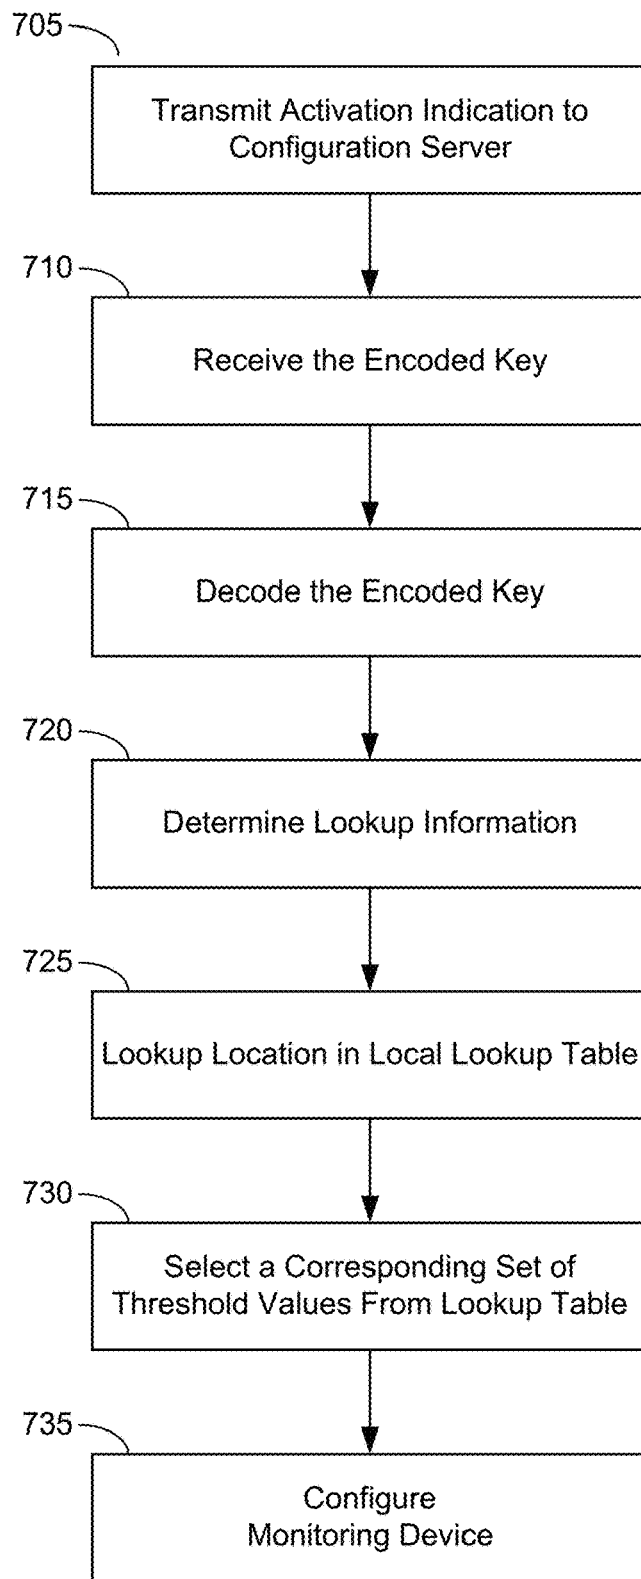 705
Transmit Activation Indication to
Configuration Server
710
Receive the Encoded Key
715
Decode the Encoded Key
720
Determine Lookup Information
725
Lookup Location in Local Lookup Table
730
Select a Corresponding Set of
Threshold Values From Lookup Table
735
Configure
Monitoring Device